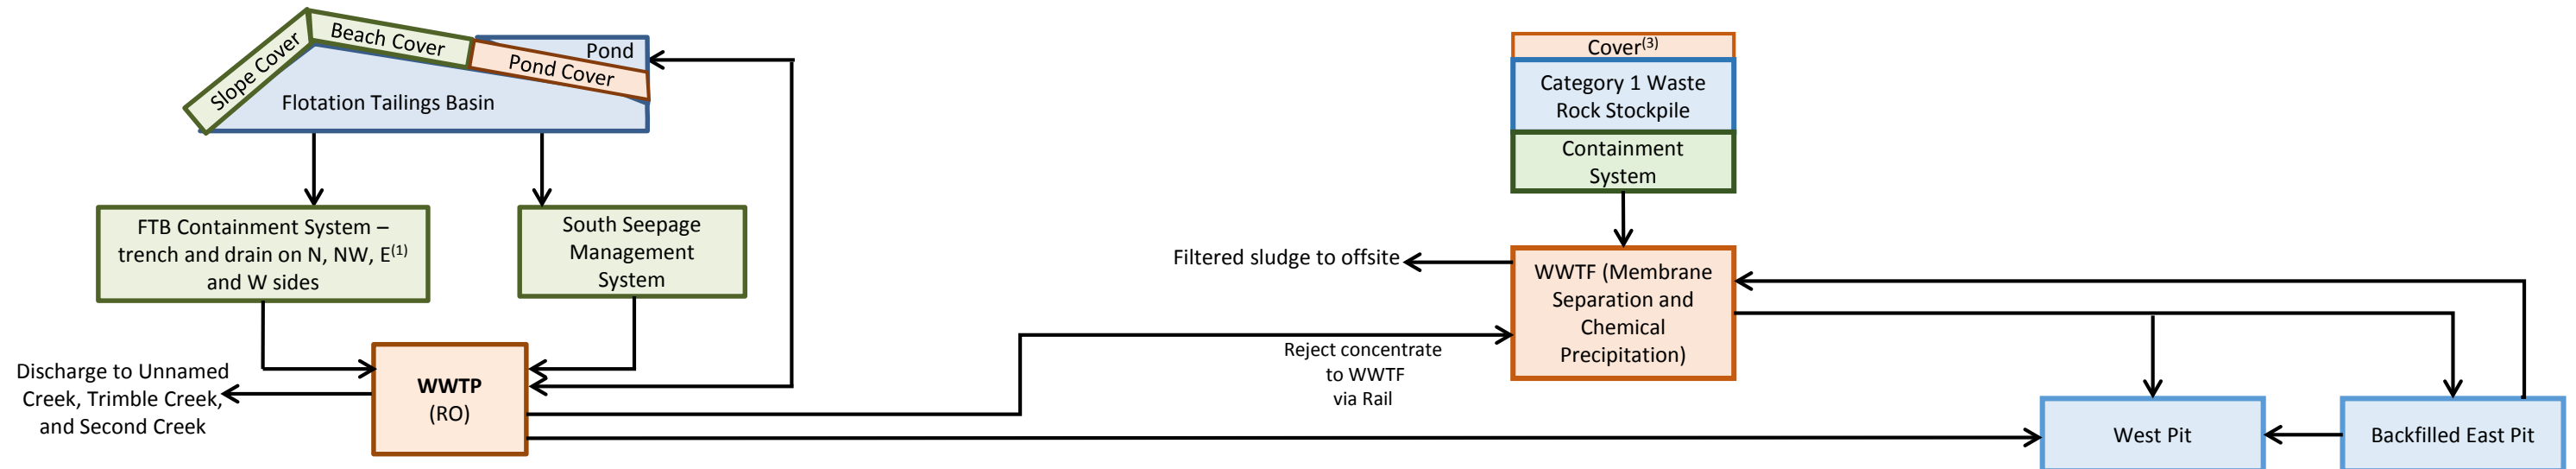 Slope Cover
Beach Cover
Pond
Pond Cover
Flotation Tailings Basin
Cover(3)
Category 1 Waste
Rock Stockpile
Containment
System
FTB Containment System –
trench and drain on N, NW, E(1)
and W sides
South Seepage
Management
System
Filtered sludge to offsite
WWTF (Membrane
Separation and
Chemical
Precipitation)
Reject concentrate
to WWTF
via Rail
Discharge to Unnamed
Creek, Trimble Creek,
and Second Creek
WWTP
(RO)
West Pit
Backfilled East Pit